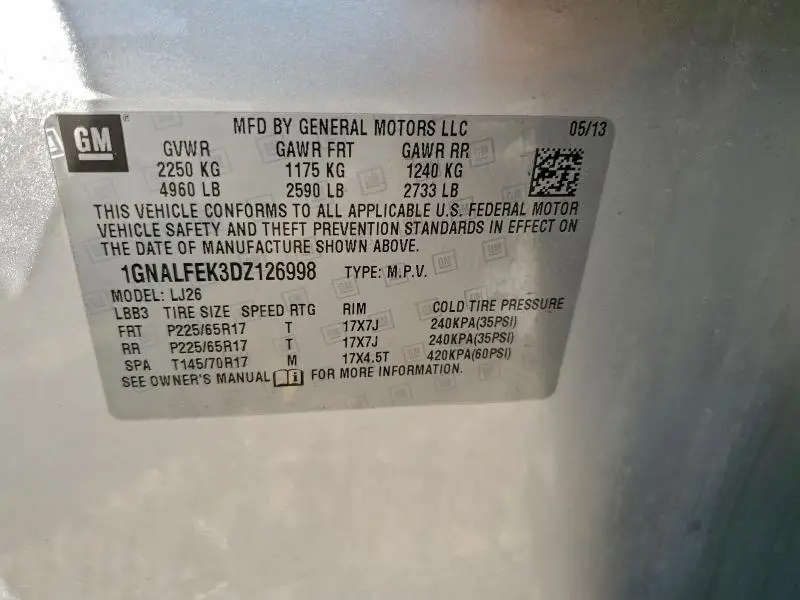 GM
MFD BY GENERAL MOTORS LLC 05/13
GVWR GAWR FRT GAWR RR
2250 KG 1175 KG 1240 KG
4960 LB 2590 LB 2733 LB
THIS VEHICLE CONFORMS TO ALL APPLICABLE U.S. FEDERAL MOTOR
VEHICLE SAFETY AND THEFT PREVENTION STANDARDS IN EFFECT ON
THE DATE OF MANUFACTURE SHOWN ABOVE.
1GNALFEK3DZ126998 TYPE: M.P.V.
MODEL: LJ26
LBB3 TIRE SIZE SPEED RTG RIM COLD TIRE PRESSURE
FRT P225/65R17 T 17X7J 240KPA(35PSI)
RR P225/65R17 T 17X7J 240KPA(35PSI)
SPA T145/70R17 M 17X4.5T 420KPA(60PSI)
SEE OWNER'S MANUAL FOR MORE INFORMATION.